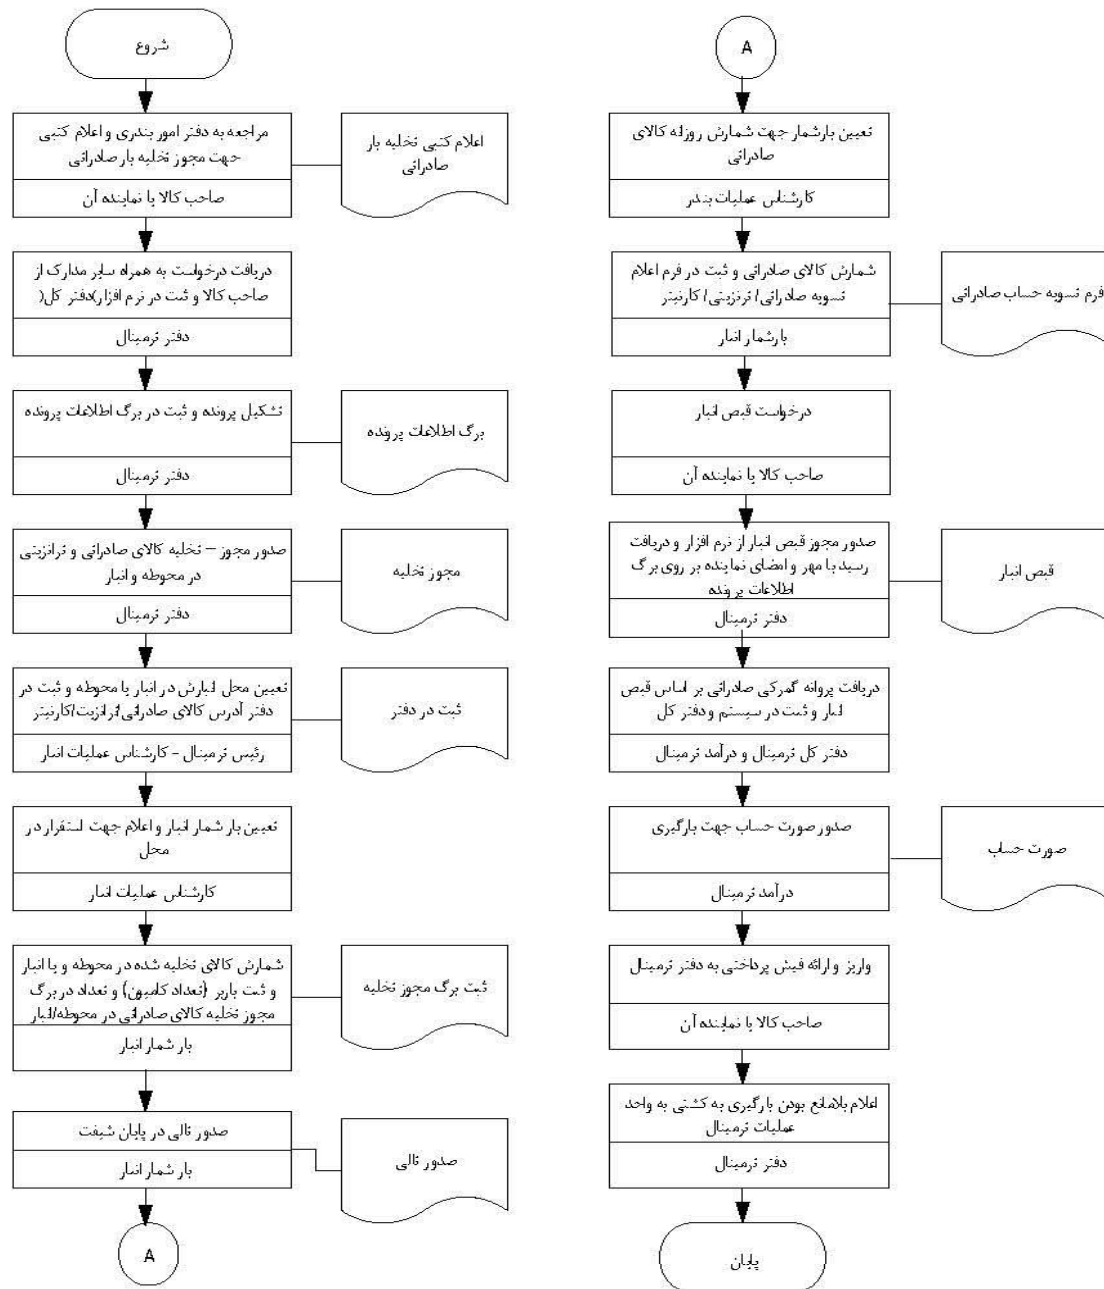 شروع
مراجعه به دفتر امور بندری و اعلام کتبی
جهت مجوز تخلیه بار صادراتی
صاحب کالا یا نماینده آن
اعلام کتبی تخلیه بار
صادراتی
دریافت درخواست به همراه سایر مدارک از
صاحب کالا و ثبت در نرم افزار)دفتر کل(
دفتر ترمینال
تشکیل پرونده و ثبت در برگ اطلاعات پرونده
دفتر ترمینال
برگ اطلاعات پرونده
صدور مجوز – تخلیه کالای صادراتی و ترانزیتی
در محوطه و انبار
دفتر ترمینال
مجوز تخلیه
تعیین محل انبارش در انبار یا محوطه و ثبت در
دفتر آدرس کالای صادراتی/ترانزیت/کارنیتر
رئیس ترمینال – کارشناس عملیات انبار
ثبت در دفتر
تعیین بار شمار انبار و اعلام جهت استقرار در
محل
کارشناس عملیات انبار
شمارش کالای تخلیه شده در محوطه و یا انبار
و ثبت باربر (تعداد کامیون) و تعداد در برگ
مجوز تخلیه کالای صادراتی در محوطه/انبار
بار شمار انبار
ثبت برگ مجوز تخلیه
صدور تالی در پایان شیفت
بار شمار انبار
صدور تالی
A
A
تعیین بارشمار جهت شمارش روزانه کالای
صادراتی
کارشناس عملیات بندر
شمارش کالای صادراتی و ثبت در فرم اعلام
تسویه صادراتی/ ترنزیتی/ کارنیتر
بارشمار انبار
فرم تسویه حساب صادراتی
درخواست قبض انبار
صاحب کالا یا نماینده آن
صدور مجوز قبض انبار از نرم افزار و دریافت
رسید با مهر و امضای نماینده بر روی برگ
اطلاعات پرونده
دفتر ترمینال
قبض انبار
دریافت پروانه گمرکی صادراتی بر اساس قبض
انبار و ثبت در سیستم و دفتر کل
دفتر کل ترمینال و درآمد ترمینال
صدور صورت حساب جهت بارگیری
درآمد ترمینال
صورت حساب
واریز و ارائه فیش پرداختی به دفتر ترمینال
صاحب کالا یا نماینده آن
اعلام بلامانع بودن بارگیری به کشتی به واحد
عملیات ترمینال
دفتر ترمینال
پایان